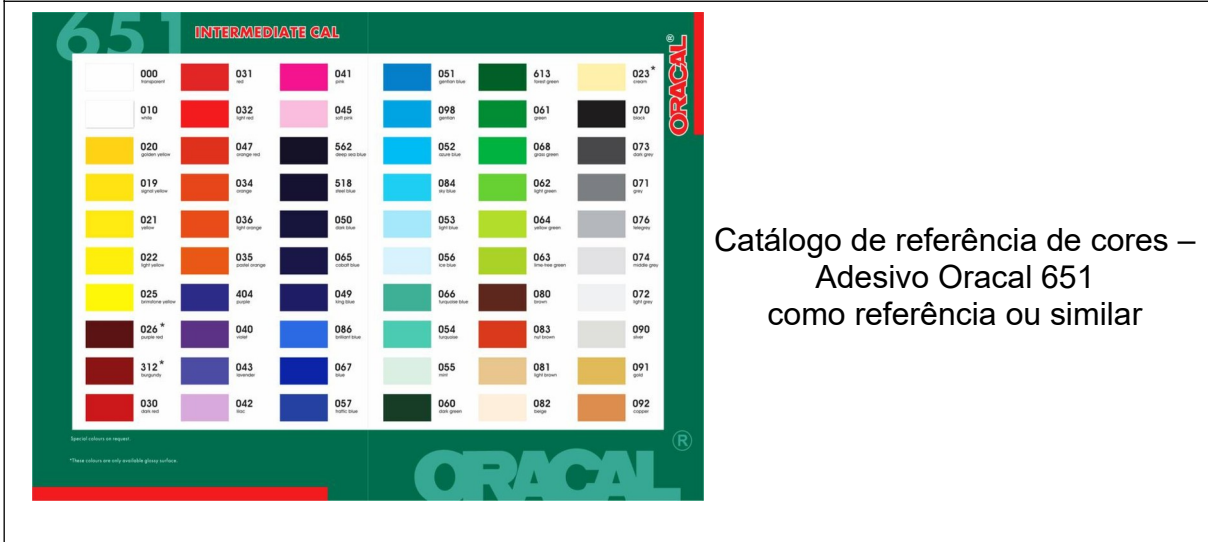 651
INTERMEDIATE CAL
ORACAL®
000
transparent
010
white
020
golden yellow
019
signal yellow
021
yellow
022
light yellow
025
brimstone yellow
026 *
purple red
312 *
burgundy
030
dark red
031
red
032
light red
047
orange red
034
orange
036
light orange
035
pastel orange
404
purple
040
violet
043
lavender
042
lilac
041
pink
045
soft pink
562
deep sea blue
518
steel blue
050
dark blue
065
cobalt blue
049
king blue
086
brilliant blue
067
blue
057
traffic blue
051
gentian blue
098
gentian
052
azure blue
084
sky blue
053
light blue
056
ice blue
066
turquoise blue
054
turquoise
055
mint
060
dark green
613
forest green
061
green
068
grass green
062
light green
064
yellow green
063
lime-tree green
080
brown
083
nut brown
081
light brown
082
beige
023 *
cream
070
black
073
dark grey
071
grey
076
telegrey
074
middle grey
072
light grey
090
silver
091
gold
092
copper
Special colours on request.
*These colours are only available glossy surface.
ORACAL®
Catálogo de referência de cores –
Adesivo Oracal 651
como referência ou similar